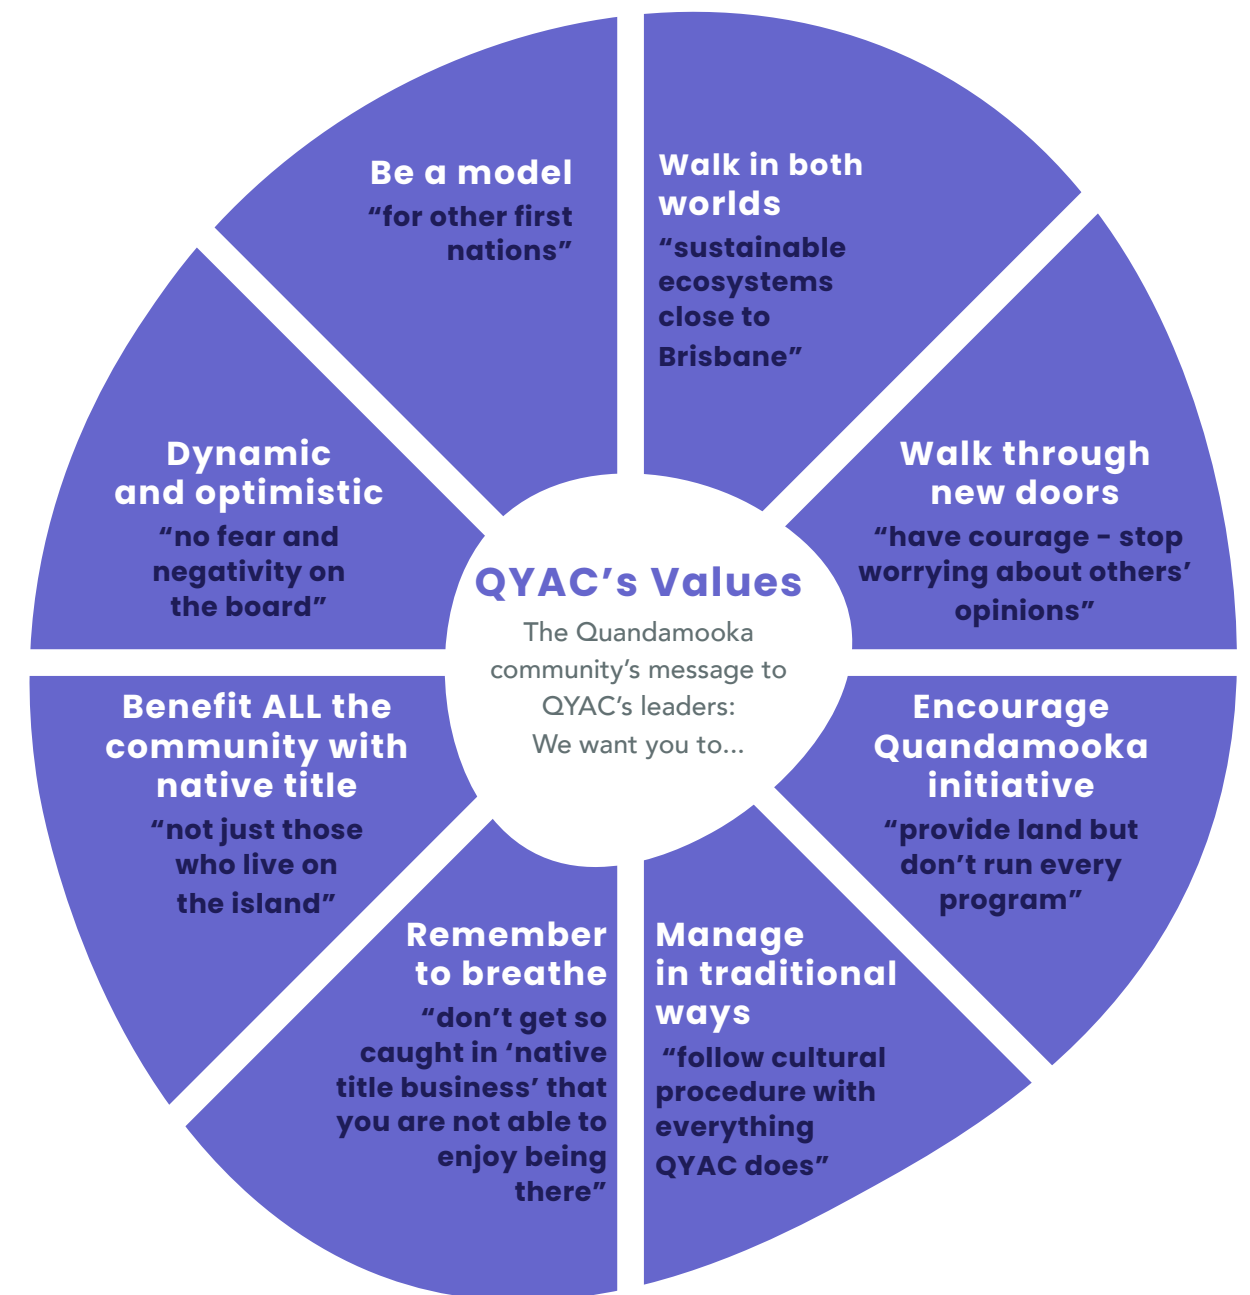 QYAC’s Values
The Quandamooka
community’s message to
QYAC’s leaders:
We want you to...
Walk in both
worlds
“sustainable
ecosystems
close to
Brisbane”
Walk through
new doors
“have courage – stop
worrying about others’
opinions”
Encourage
Quandamooka
initiative
“provide land but
don’t run every
program”
Manage
in traditional
ways
“follow cultural
procedure with
everything
QYAC does”
Remember
to breathe
“don’t get so
caught in ‘native
title business’ that
you are not able to
enjoy being
there”
Benefit ALL the
community with
native title
“not just those
who live on
the island”
Dynamic
and optimistic
“no fear and
negativity on
the board”
Be a model
“for other first
nations”